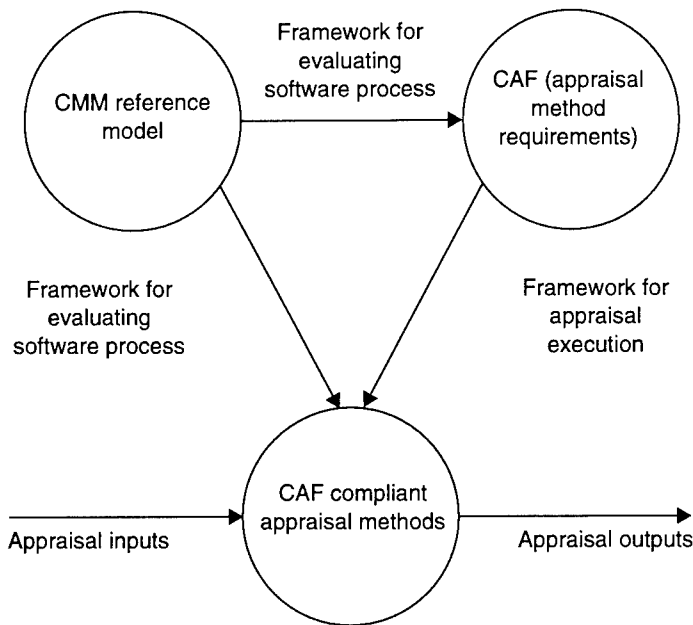 Framework for
evaluating
software process
CMM reference
model
CAF (appraisal
method
requirements)
Framework for
evaluating
software process
Framework for
appraisal
execution
CAF compliant
appraisal methods
Appraisal inputs
Appraisal outputs